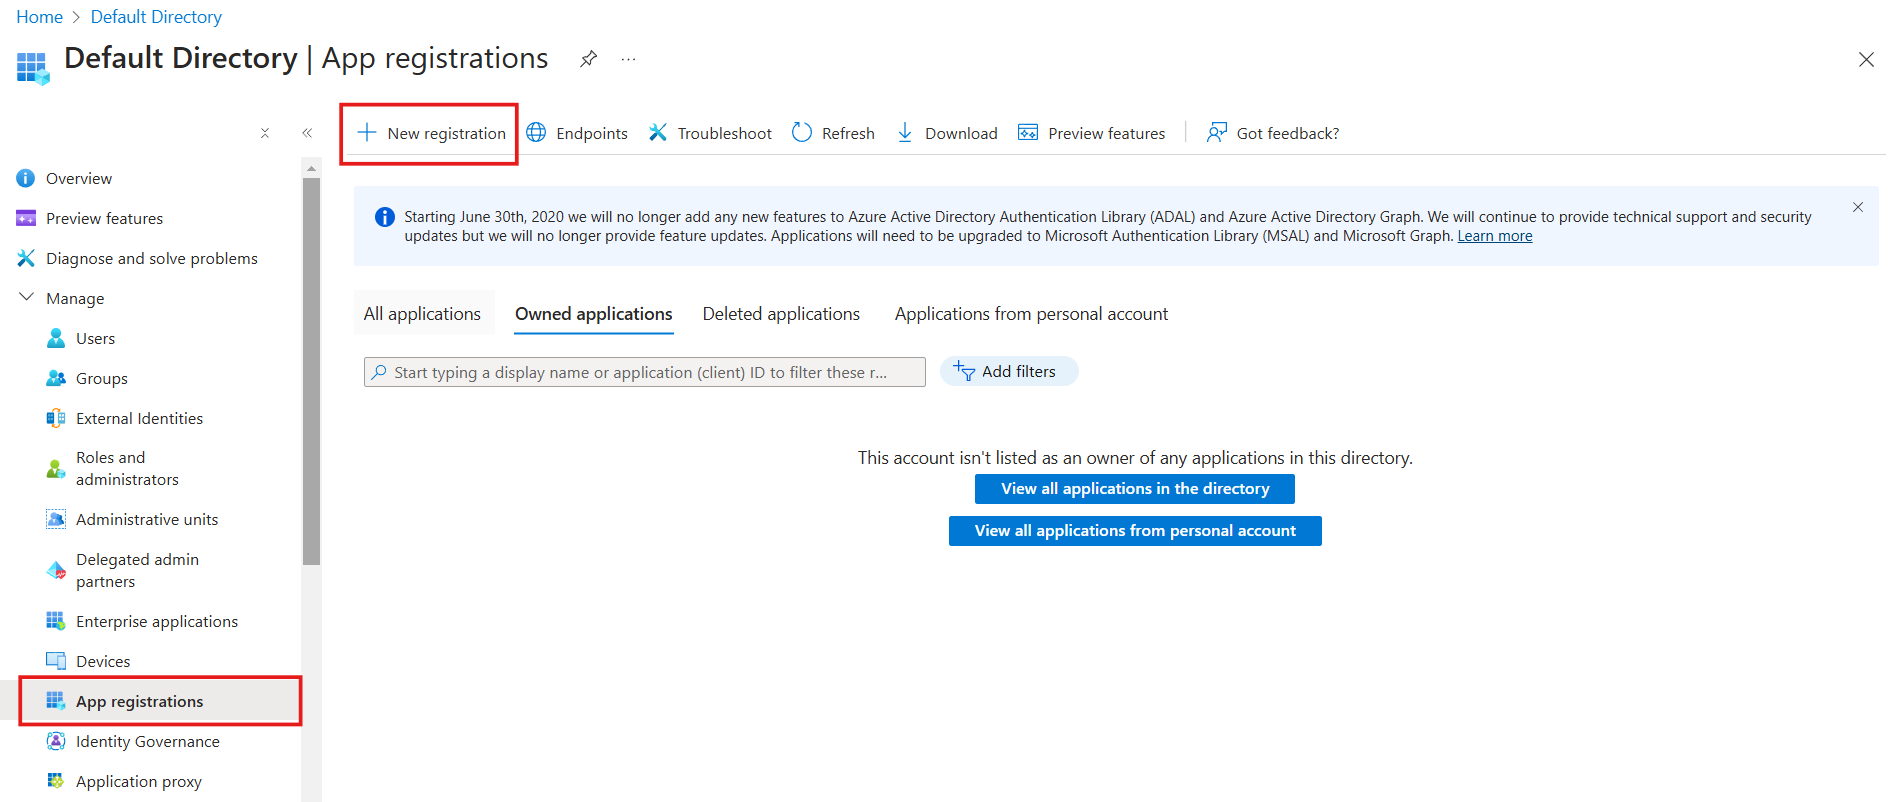 Home > Default Directory
Default Directory | App registrations
...
New registration
Endpoints
Troubleshoot
Refresh
Download
Preview features
Got feedback?
Overview
Preview features
Diagnose and solve problems
Manage
Users
Groups
External Identities
Roles and
administrators
Administrative units
Delegated admin
partners
Enterprise applications
Devices
App registrations
Identity Governance
Application proxy
Starting June 30th, 2020 we will no longer add any new features to Azure Active Directory Authentication Library (ADAL) and Azure Active Directory Graph. We will continue to provide technical support and security
updates but we will no longer provide feature updates. Applications will need to be upgraded to Microsoft Authentication Library (MSAL) and Microsoft Graph. Learn more
All applications
Owned applications
Deleted applications
Applications from personal account
Start typing a display name or application (client) ID to filter these r...
Add filters
This account isn't listed as an owner of any applications in this directory.
View all applications in the directory
View all applications from personal account